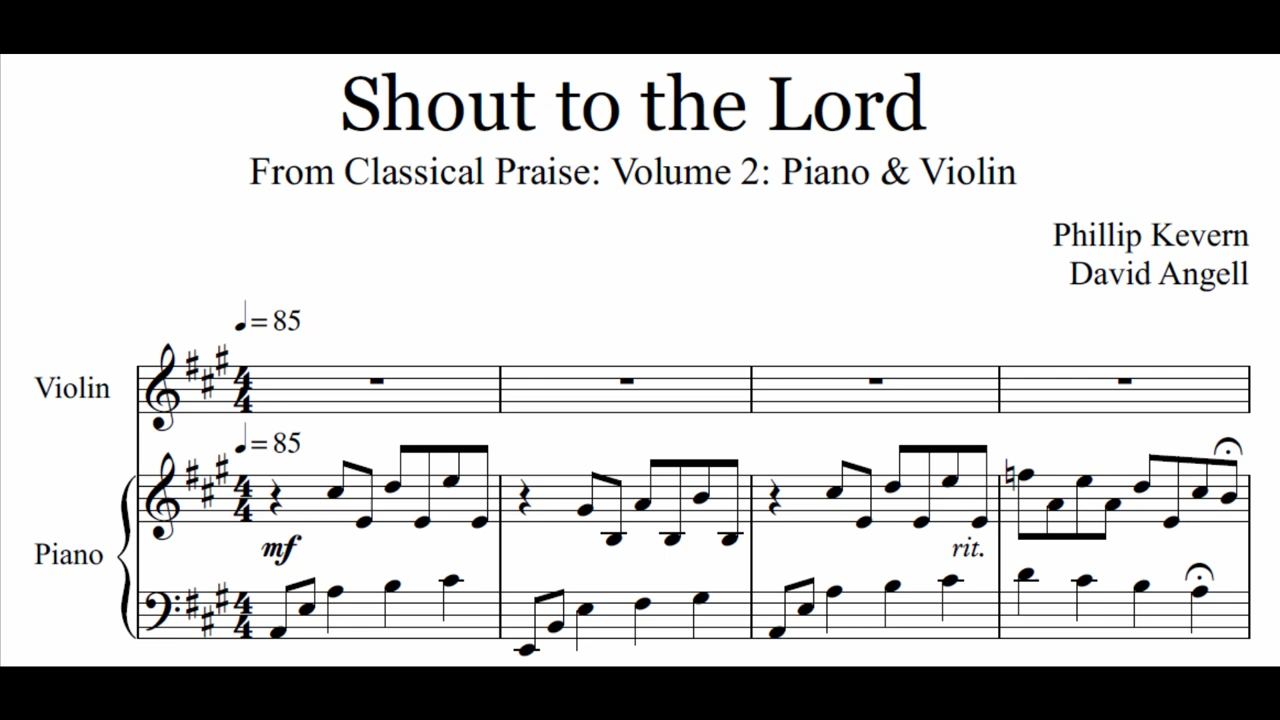 Shout to the Lord
From Classical Praise: Volume 2: Piano & Violin
Phillip Kevern
David Angell
= 85
Violin
= 85
mf
rit.
Piano